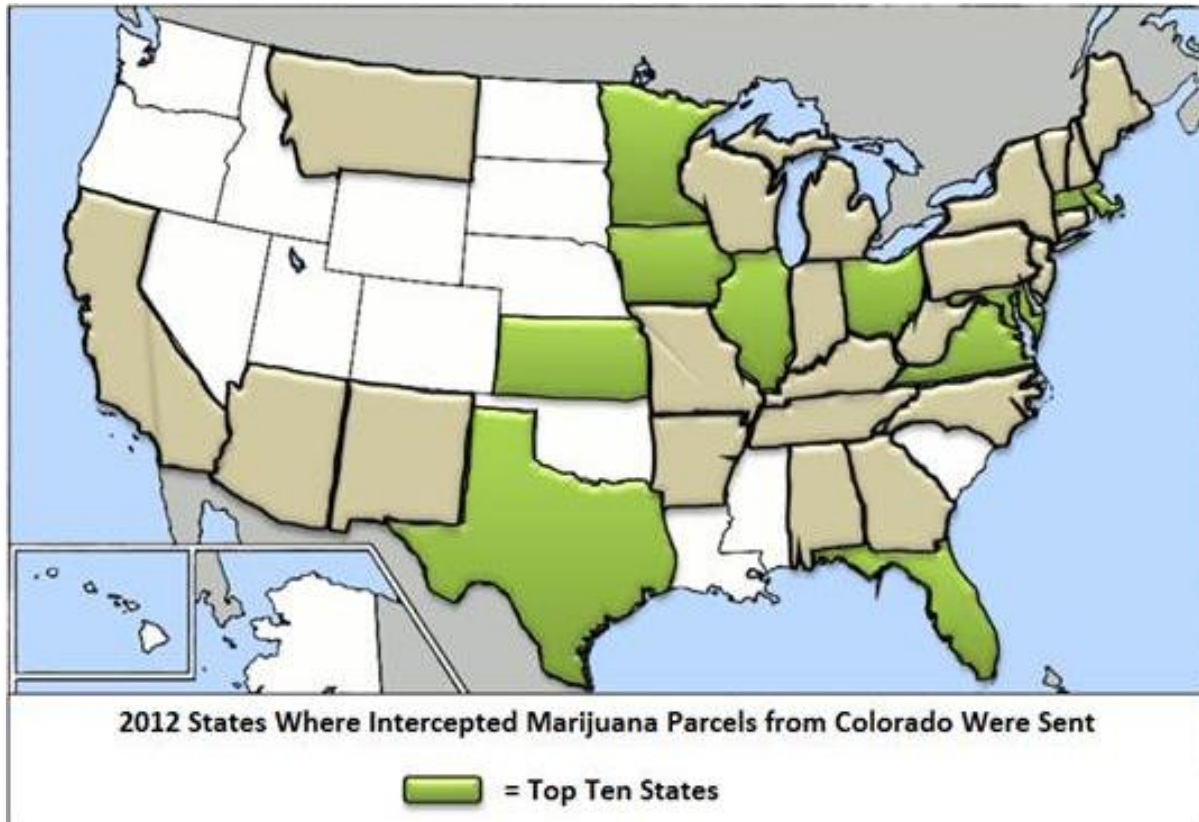 2012 States Where Intercepted Marijuana Parcels from Colorado Were Sent
= Top Ten States